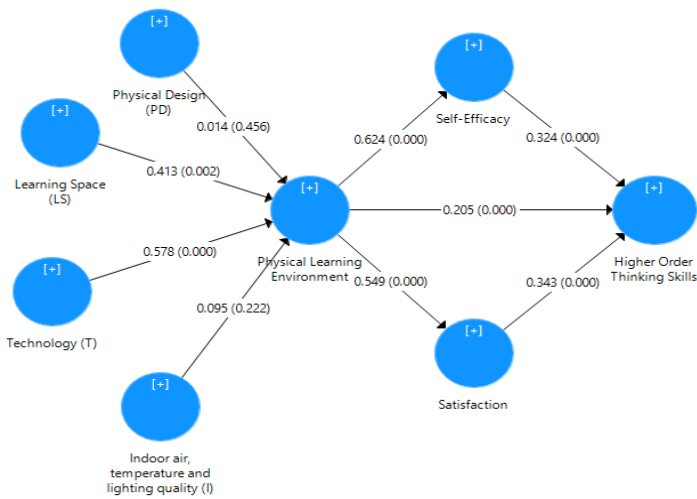 [+]
Physical Design
(PD)
[+]
Self-Efficacy
[+]
Learning Space
(LS)
0.014 (0.456)
0.624 (0.000)
0.324 (0.000)
0.413 (0.002)
[+]
Physical Learning
Environment
0.205 (0.000)
[+]
Higher Order
Thinking Skills
0.578 (0.000)
[+]
Technology (T)
0.095 (0.222)
0.549 (0.000)
0.343 (0.000)
[+]
Satisfaction
[+]
Indoor air,
temperature and
lighting quality (I)